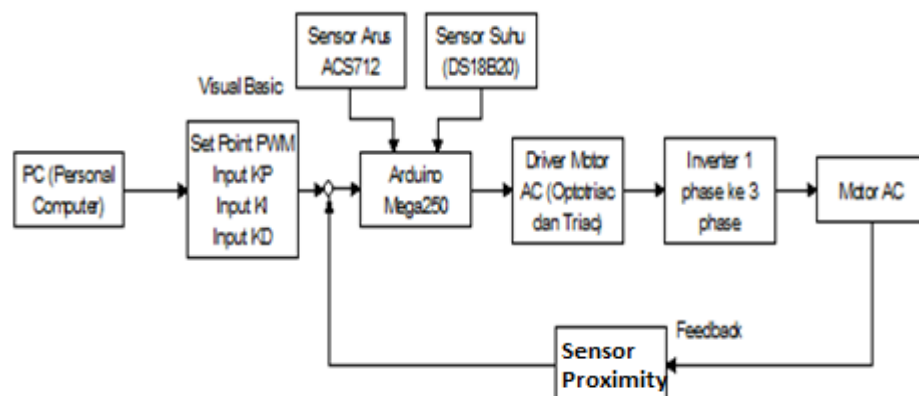 Sensor Arus
ACS712
Sensor Suhu
(DS18B20)
Visual Basic
PC (Personal
Computer)
Set Point PWM
Input KP
Input KI
Input KD
Arduino
Mega250
Driver Motor
AC (Optotriac
dan Triac)
Inverter 1
phase ke 3
phase
Motor AC
Feedback
Sensor
Proximity